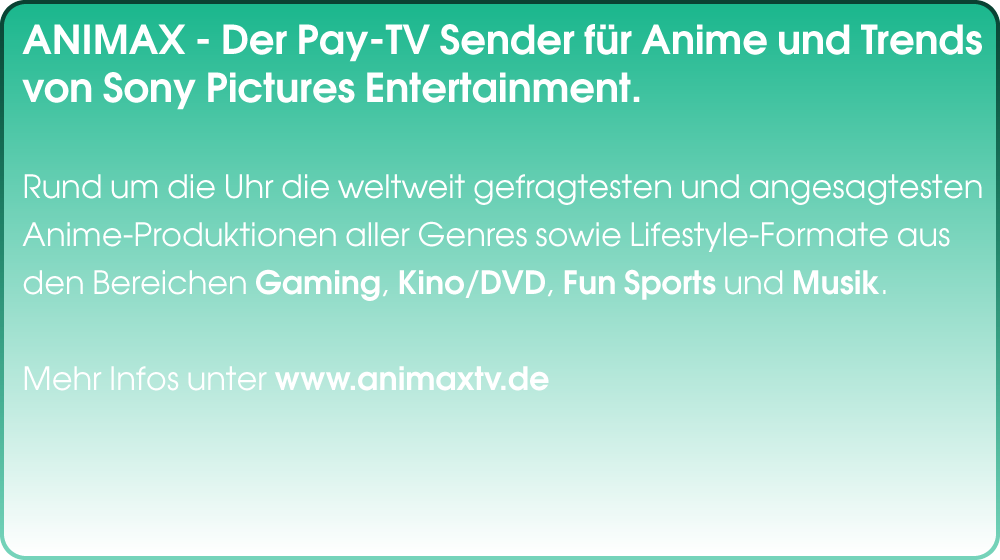 ANIMAX - Der Pay-TV Sender für Anime und Trends
von Sony Pictures Entertainment.
Rund um die Uhr die weltweit gefragtesten und angesagtesten
Anime-Produktionen aller Genres sowie Lifestyle-Formate aus
den Bereichen Gaming, Kino/DVD, Fun Sports und Musik.
Mehr Infos unter www.animaxtv.de